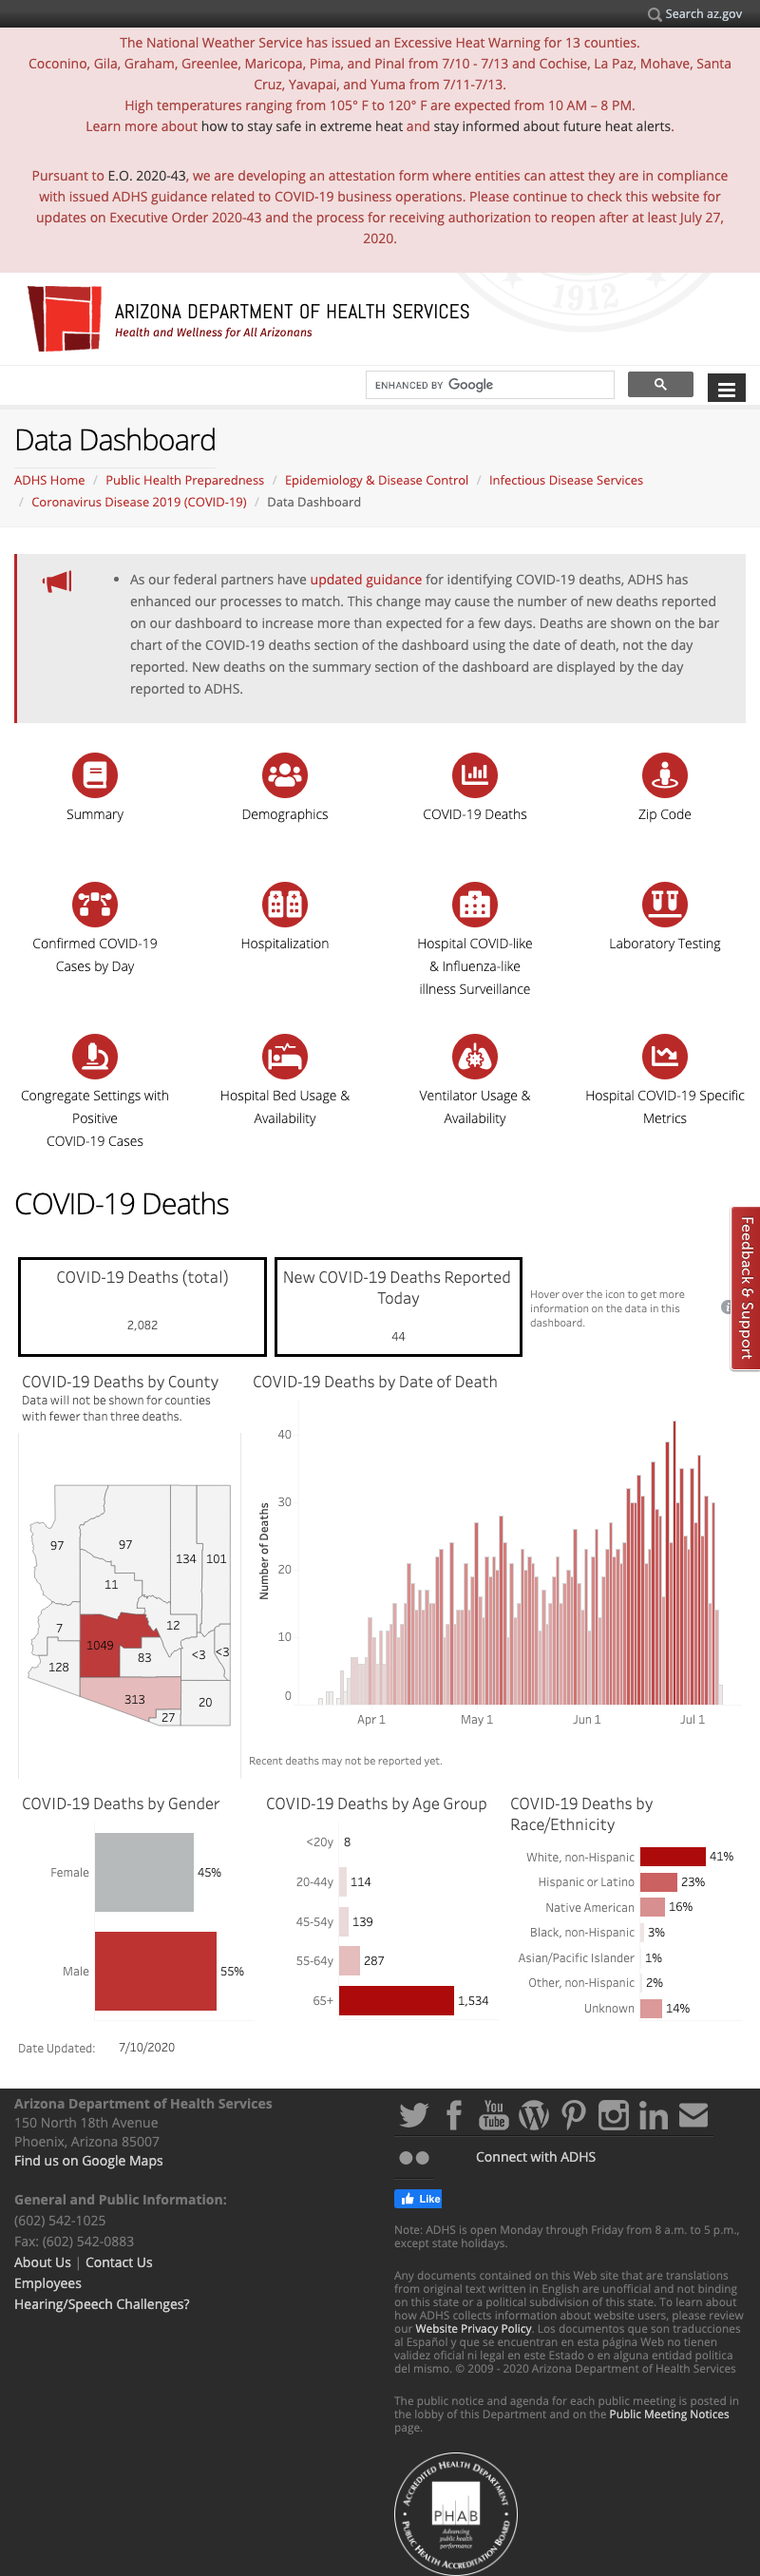 Search az.gov
The National Weather Service has issued an Excessive Heat Warning for 13 counties.
Coconino, Gila, Graham, Greenlee, Maricopa, Pima, and Pinal from 7/10 - 7/13 and Cochise, La Paz, Mohave, Santa
Cruz, Yavapai, and Yuma from 7/11-7/13.
High temperatures ranging from 105° F to 120° F are expected from 10 AM – 8 PM.
Learn more about how to stay safe in extreme heat and stay informed about future heat alerts.
Pursuant to E.O. 2020-43, we are developing an attestation form where entities can attest they are in compliance
with issued ADHS guidance related to COVID-19 business operations. Please continue to check this website for
updates on Executive Order 2020-43 and the process for receiving authorization to reopen after at least July 27,
2020.
1912
ARIZONA DEPARTMENT OF HEALTH SERVICES
Health and Wellness for All Arizonans
ENHANCED BY Google
Data Dashboard
ADHS Home / Public Health Preparedness / Epidemiology & Disease Control / Infectious Disease Services
/ Coronavirus Disease 2019 (COVID-19) / Data Dashboard
• As our federal partners have updated guidance for identifying COVID-19 deaths, ADHS has
enhanced our processes to match. This change may cause the number of new deaths reported
on our dashboard to increase more than expected for a few days. Deaths are shown on the bar
chart of the COVID-19 deaths section of the dashboard using the date of death, not the day
reported. New deaths on the summary section of the dashboard are displayed by the day
reported to ADHS.
Summary
Demographics
COVID-19 Deaths
Zip Code
Confirmed COVID-19
Cases by Day
Hospitalization
Hospital COVID-like
& Influenza-like
illness Surveillance
Laboratory Testing
Congregate Settings with
Positive
COVID-19 Cases
Hospital Bed Usage &
Availability
Ventilator Usage &
Availability
Hospital COVID-19 Specific
Metrics
COVID-19 Deaths
Feedback & Support
COVID-19 Deaths (total)
2,082
New COVID-19 Deaths Reported
Today
44
Hover over the icon to get more
information on the data in this
dashboard.
i
COVID-19 Deaths by County
Data will not be shown for counties
with fewer than three deaths.
97
97
134
101
11
7
12
1049
<3
<3
83
128
313
20
27
COVID-19 Deaths by Date of Death
Number of Deaths
40
30
20
10
0
Apr 1
May 1
Jun 1
Jul 1
Recent deaths may not be reported yet.
COVID-19 Deaths by Gender
Female 45%
Male 55%
COVID-19 Deaths by Age Group
<20y 8
20-44y 114
45-54y 139
55-64y 287
65+ 1,534
COVID-19 Deaths by
Race/Ethnicity
White, non-Hispanic 41%
Hispanic or Latino 23%
Native American 16%
Black, non-Hispanic 3%
Asian/Pacific Islander 1%
Other, non-Hispanic 2%
Unknown 14%
Date Updated: 7/10/2020
Arizona Department of Health Services
150 North 18th Avenue
Phoenix, Arizona 85007
Find us on Google Maps
General and Public Information:
(602) 542-1025
Fax: (602) 542-0883
About Us | Contact Us
Employees
Hearing/Speech Challenges?
You
Tube
Connect with ADHS
Like
Note: ADHS is open Monday through Friday from 8 a.m. to 5 p.m.,
except state holidays.
Any documents contained on this Web site that are translations
from original text written in English are unofficial and not binding
on this state or a political subdivision of this state. To learn about
how ADHS collects information about website users, please review
our Website Privacy Policy. Los documentos que son traducciones
al Español y que se encuentran en esta página Web no tienen
validez oficial ni legal en este Estado o en alguna entidad politica
del mismo. © 2009 - 2020 Arizona Department of Health Services
The public notice and agenda for each public meeting is posted in
the lobby of this Department and on the Public Meeting Notices
page.
ACCREDITED HEALTH DEPARTMENT
PHAB
Advancing
public health
performance
PUBLIC HEALTH ACCREDITATION BOARD